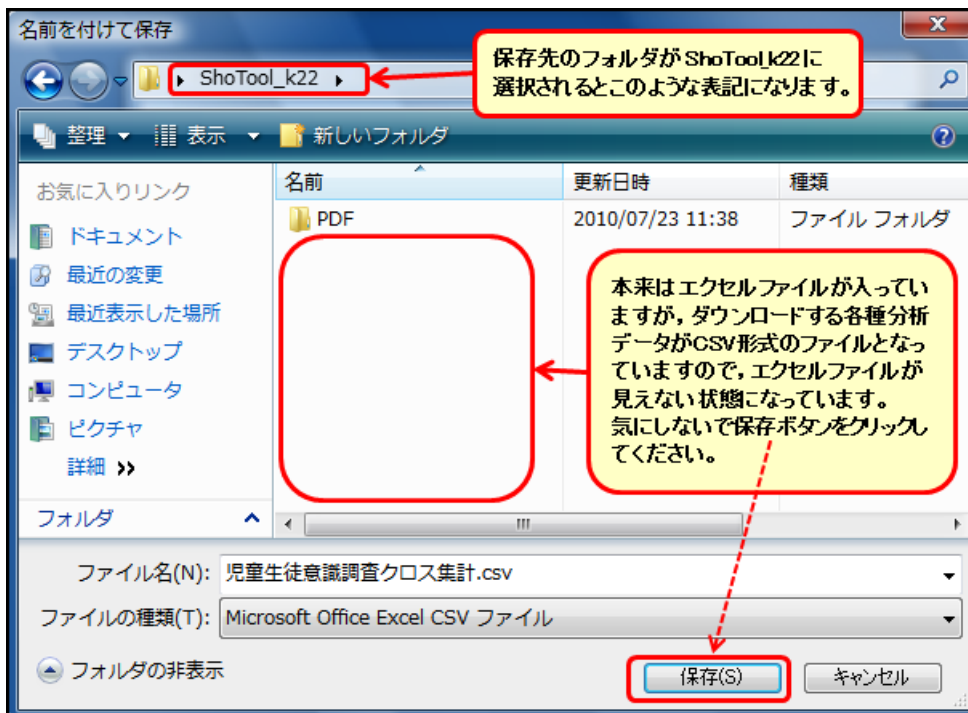 名前を付けて保存
ShoTool_k22
保存先のフォルダがShoTool_k22に
選択されるとこのような表記になります。
整理 表示 新しいフォルダ
お気に入りリンク
ドキュメント
最近の変更
最近表示した場所
デスクトップ
コンピュータ
ピクチャ
詳細 »
フォルダ
名前 更新日時 種類
PDF 2010/07/23 11:38 ファイル フォルダ
本来はエクセルファイルが入ってい
ますが，ダウンロードする各種分析
データがCSV形式のファイルとなっ
ていますので，エクセルファイルが
見えない状態になっています。
気にしないで保存ボタンをクリックし
てください。
ファイル名(N): 児童生徒意識調査クロス集計.csv
ファイルの種類(T): Microsoft Office Excel CSV ファイル
フォルダの非表示
保存(S) キャンセル